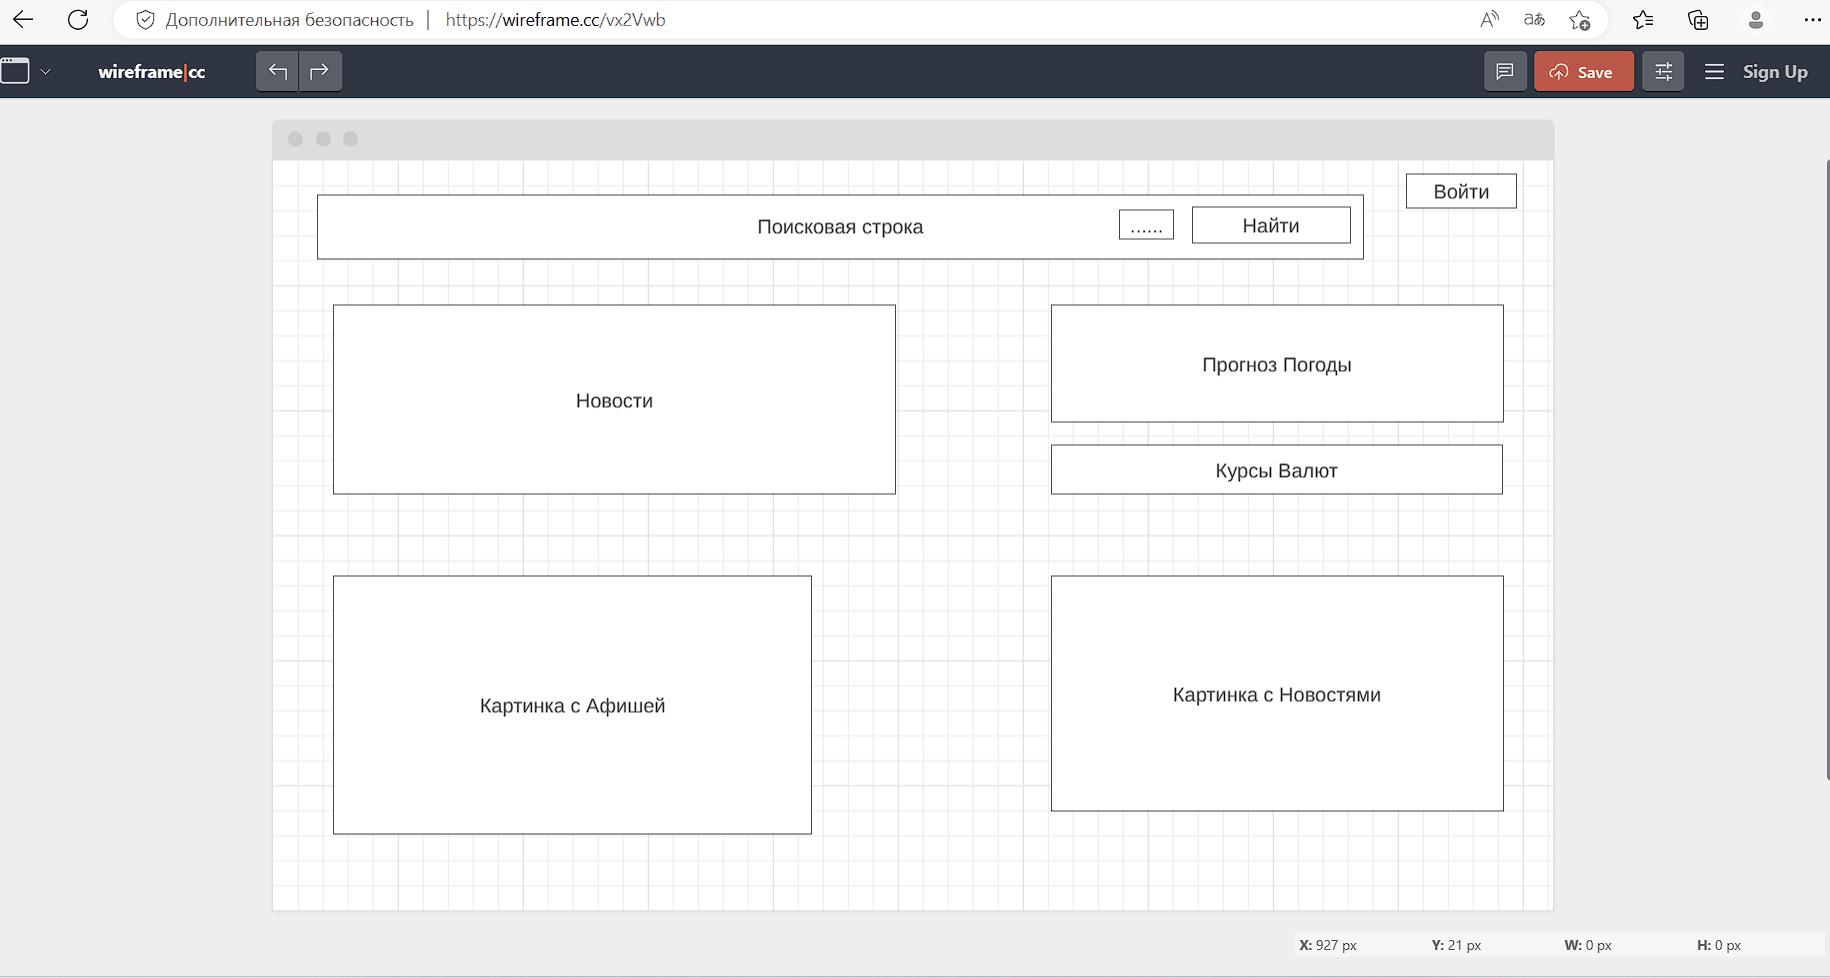 Дополнительная безопасность | https://wireframe.cc/vx2Vwb
wireframe|cc
Save
Sign Up
Войти
Поисковая строка
......
Найти
Новости
Прогноз Погоды
Курсы Валют
Картинка с Афишей
Картинка с Новостями
X: 927 px Y: 21 px W: 0 px H: 0 px